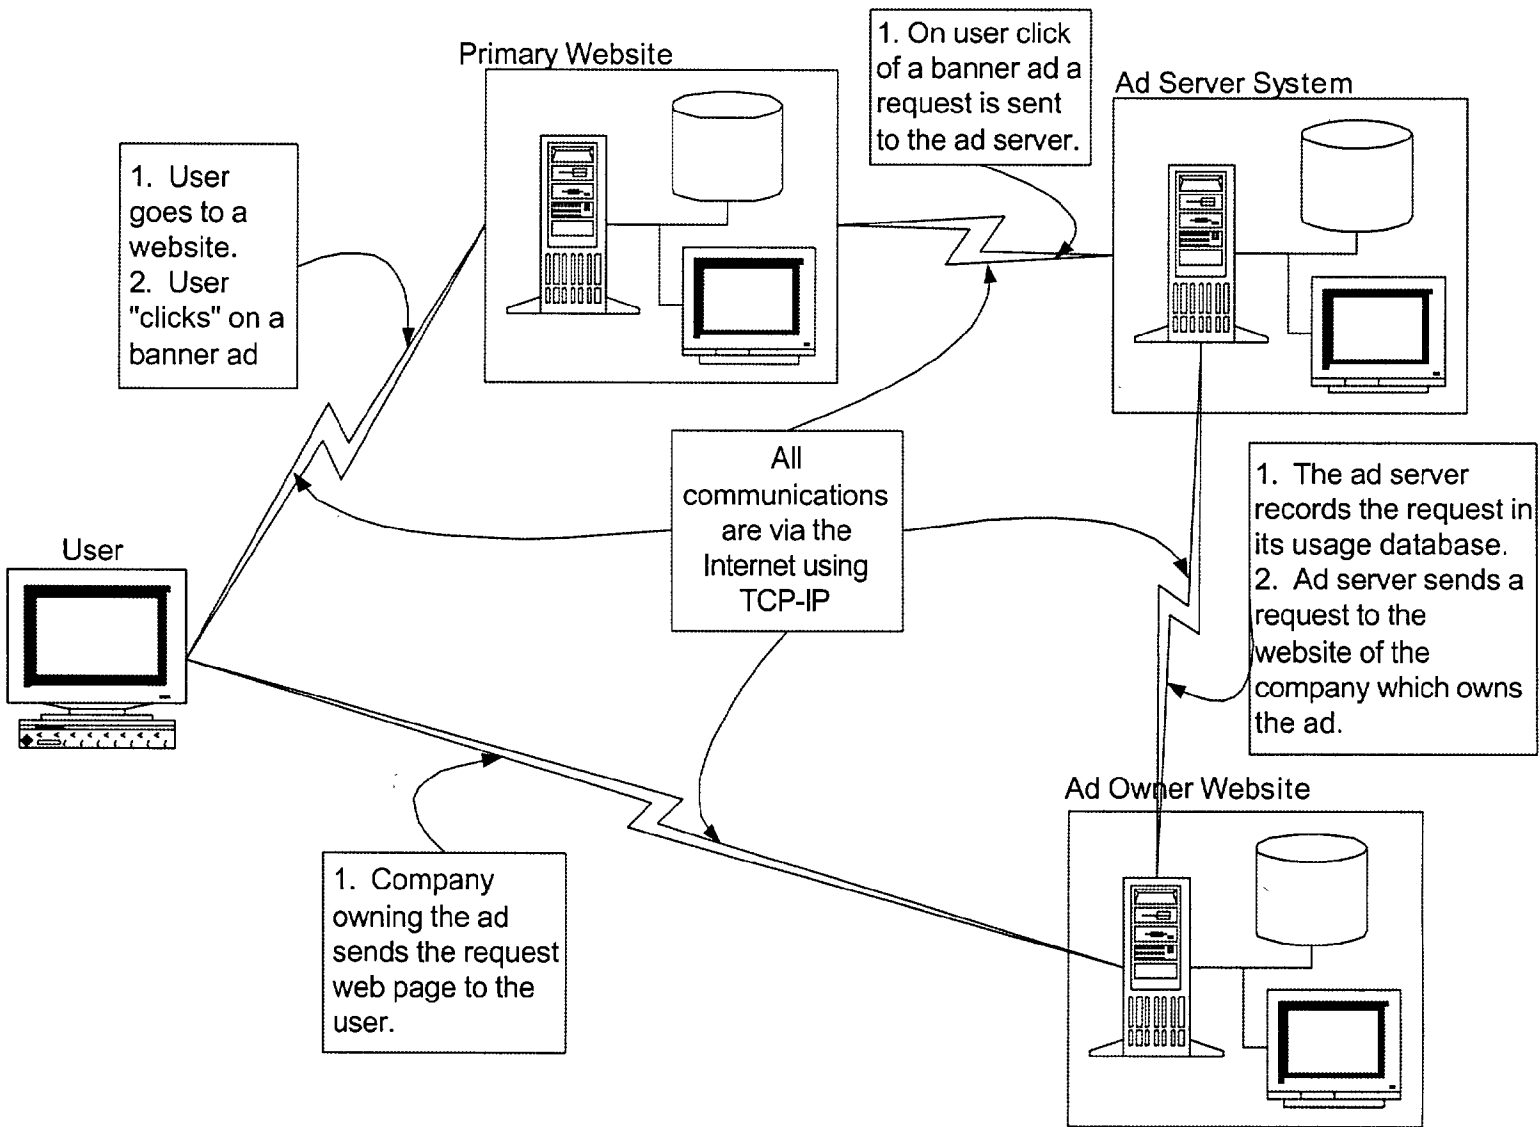 Primary Website
1. On user click
of a banner ad a
request is sent
to the ad server.
Ad Server System
1. User
goes to a
website.
2. User
"clicks" on a
banner ad
All
communications
are via the
Internet using
TCP-IP
1. The ad server
records the request in
its usage database.
2. Ad server sends a
request to the
website of the
company which owns
the ad.
User
Ad Owner Website
1. Company
owning the ad
sends the request
web page to the
user.